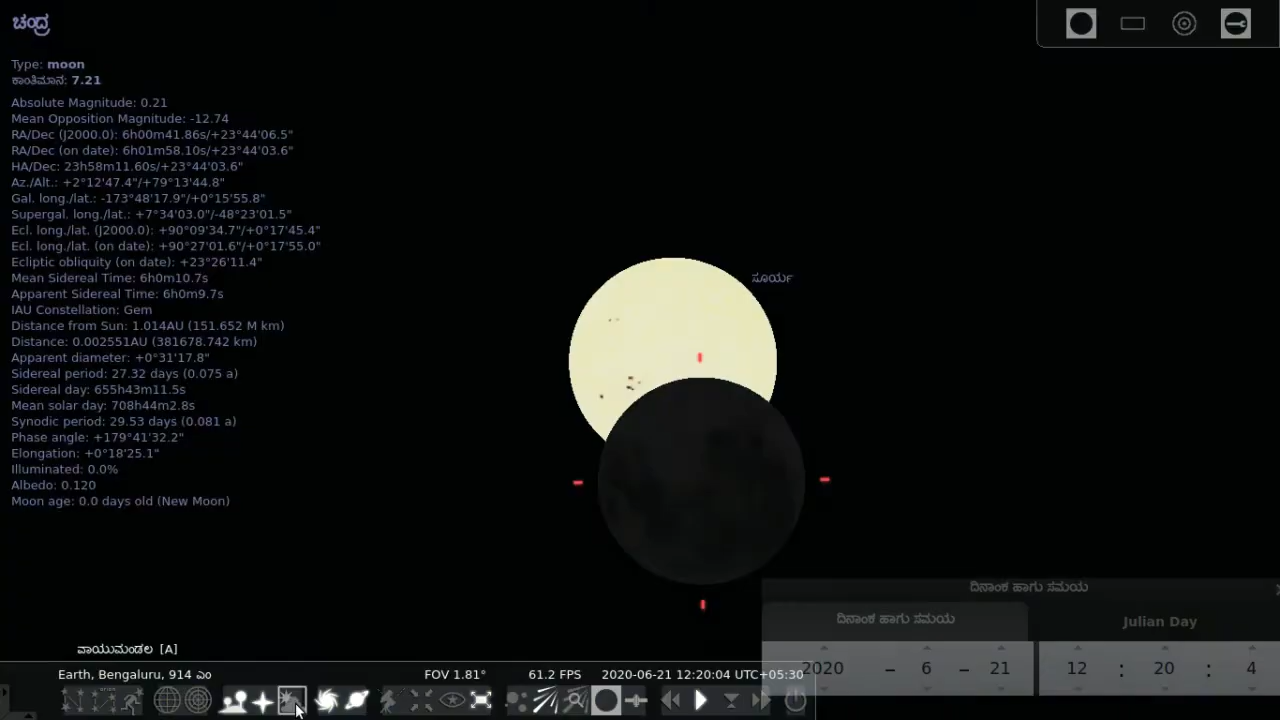 ಚಂದ್ರ
Type: moon
ಕಾಂತಿಮಾನ: 7.21
Absolute Magnitude: 0.21
Mean Opposition Magnitude: -12.74
RA/Dec (J2000.0): 6h00m41.86s/+23°44'06.5"
RA/Dec (on date): 6h01m58.10s/+23°44'03.6"
HA/Dec: 23h58m11.60s/+23°44'03.6"
Az./Alt.: +2°12'47.4"/+79°13'44.8"
Gal. long./lat.: -173°48'17.9"/+0°15'55.8"
Supergal. long./lat.: +7°34'03.0"/-48°23'01.5"
Ecl. long./lat. (J2000.0): +90°09'34.7"/+0°17'45.4"
Ecl. long./lat. (on date): +90°27'01.6"/+0°17'55.0"
Ecliptic obliquity (on date): +23°26'11.4"
Mean Sidereal Time: 6h0m10.7s
Apparent Sidereal Time: 6h0m9.7s
IAU Constellation: Gem
Distance from Sun: 1.014AU (151.652 M km)
Distance: 0.002551AU (381678.742 km)
Apparent diameter: +0°31'17.8"
Sidereal period: 27.32 days (0.075 a)
Sidereal day: 655h43m11.5s
Mean solar day: 708h44m2.8s
Synodic period: 29.53 days (0.081 a)
Phase angle: +179°41'32.2"
Elongation: +0°18'25.1"
Illuminated: 0.0%
Albedo: 0.120
Moon age: 0.0 days old (New Moon)
ಸೂರ್ಯ
ದಿನಾಂಕ ಹಾಗು ಸಮಯ
ದಿನಾಂಕ ಹಾಗು ಸಮಯ Julian Day
2020 – 6 – 21 12 : 20 : 4
ವಾಯುಮಂಡಲ [A]
Earth, Bengaluru, 914 ಎಂ FOV 1.81° 61.2 FPS 2020-06-21 12:20:04 UTC+05:30